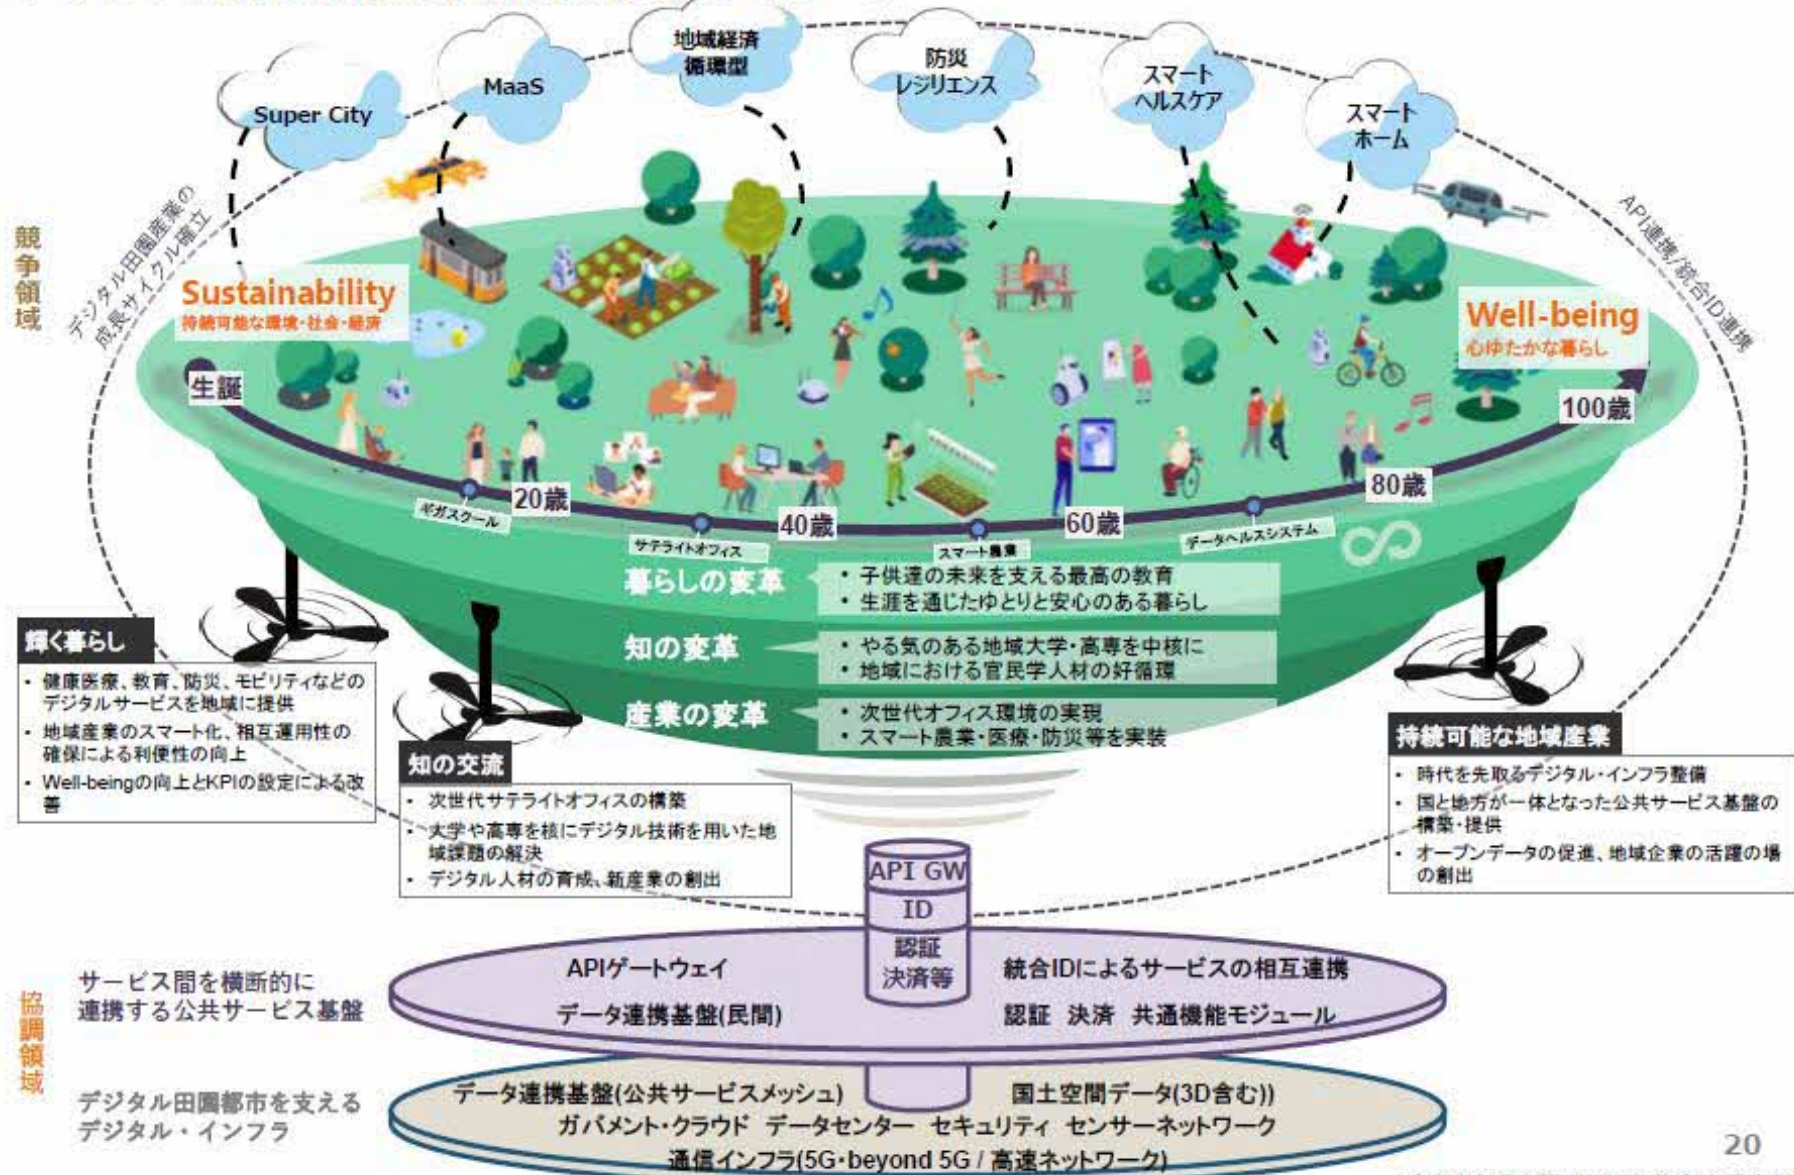 Super City
MaaS
地域経済
循環型
防災
レジリエンス
スマート
ヘルスケア
スマート
ホーム
競争領域
デジタル田園産業の
成長サイクル確立
API連携/統合ID連携
Sustainability
持続可能な環境・社会・経済
Well-being
心ゆたかな暮らし
生誕
20歳
40歳
60歳
80歳
100歳
ギガスクール
サテライトオフィス
スマート農業
データヘルスシステム
暮らしの変革
・子供達の未来を支える最高の教育
・生涯を通じたゆとりと安心のある暮らし
知の変革
・やる気のある地域大学・高専を中核に
・地域における官民学人材の好循環
産業の変革
・次世代オフィス環境の実現
・スマート農業・医療・防災等を実装
輝く暮らし
・健康医療、教育、防災、モビリティなどの
デジタルサービスを地域に提供
・地域産業のスマート化、相互運用性の
確保による利便性の向上
・Well-beingの向上とKPIの設定による改
善
知の交流
・次世代サテライトオフィスの構築
・大学や高専を核にデジタル技術を用いた地
域課題の解決
・デジタル人材の育成、新産業の創出
持続可能な地域産業
・時代を先取るデジタル・インフラ整備
・国と地方が一体となった公共サービス基盤の
構築・提供
・オープンデータの促進、地域企業の活躍の場
の創出
API GW
ID
認証
決済等
協調領域
サービス間を横断的に
連携する公共サービス基盤
APIゲートウェイ
統合IDによるサービスの相互連携
データ連携基盤(民間)
認証 決済 共通機能モジュール
デジタル田園都市を支える
デジタル・インフラ
データ連携基盤(公共サービスメッシュ)
国土空間データ(3D含む))
ガバメント・クラウド データセンター セキュリティ センサーネットワーク
通信インフラ(5G・beyond 5G / 高速ネットワーク)
20